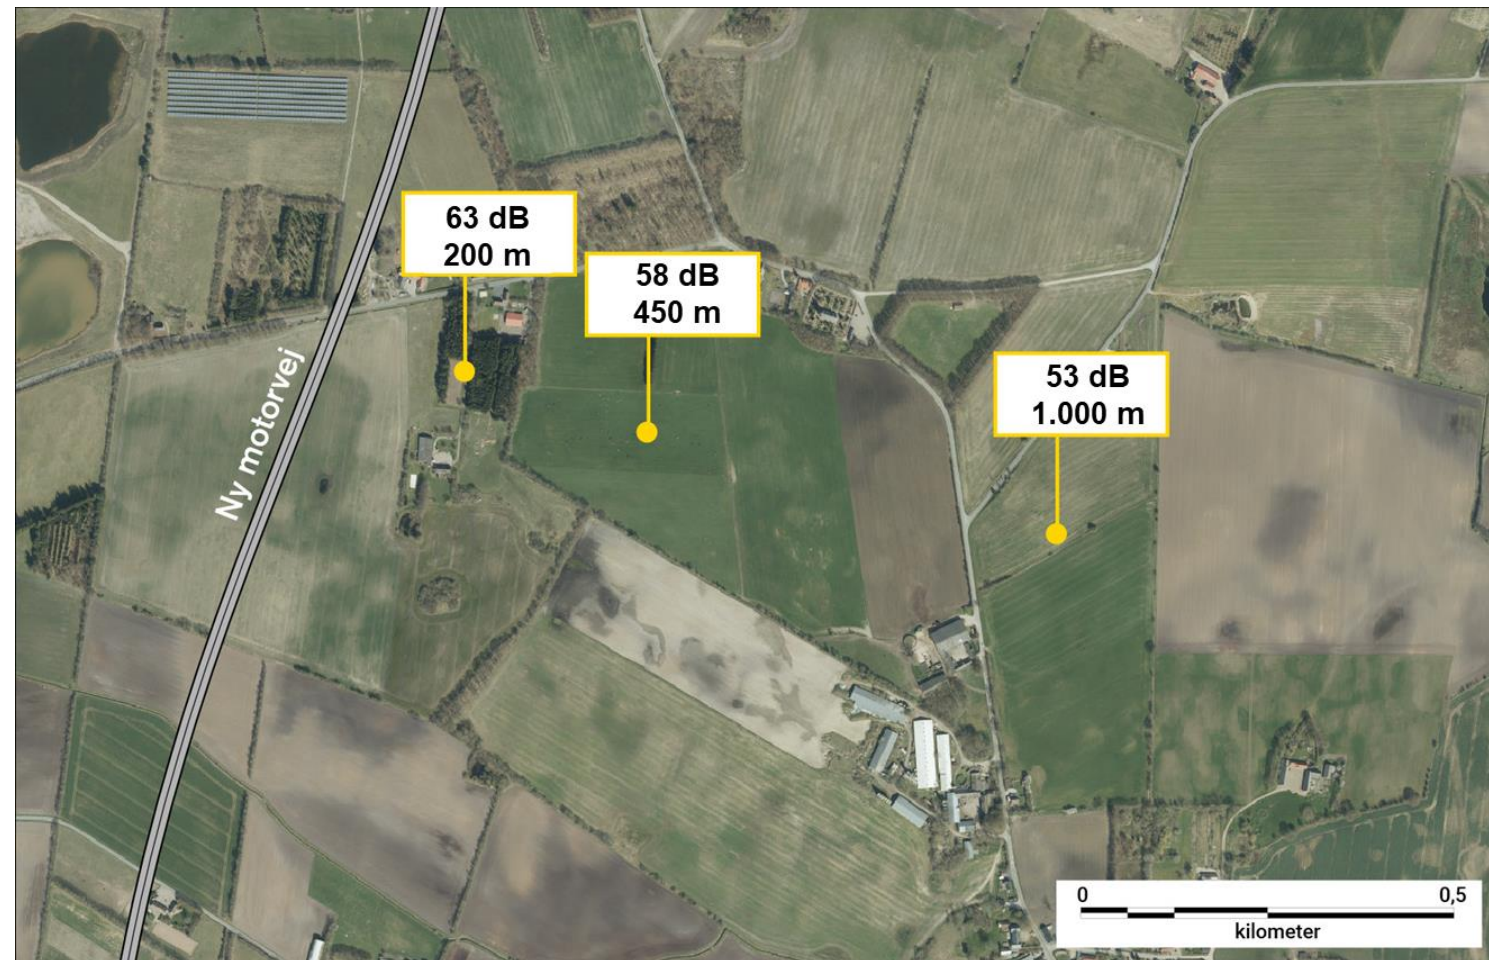 63 dB
200 m
58 dB
450 m
53 dB
1.000 m
Ny motorvej
0 0,5
kilometer